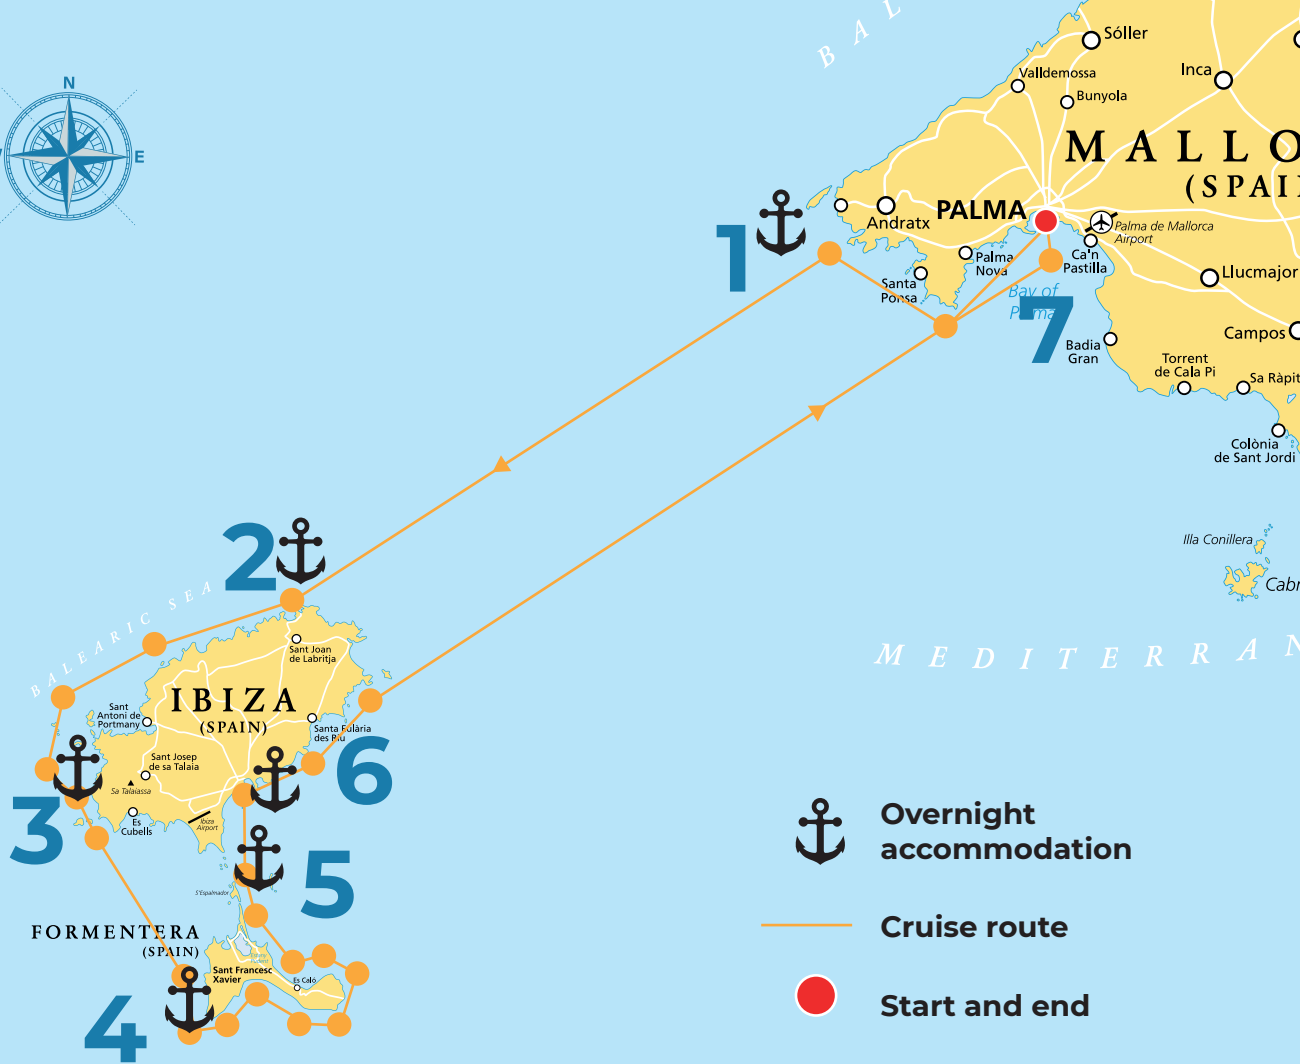 N
E
B A L
Sóller
Valldemossa
Inca
Bunyola
MALLO
(SPAI
PALMA
Andratx
Palma de Mallorca
Airport
Palma
Nova
Ca'n
Pastilla
Santa
Ponsa
Llucmajor
Bay of
Palma
1
7
Badia
Gran
Campos
Torrent
de Cala Pi
Sa Ràpit
Colònia
de Sant Jordi
Illa Conillera
Cabr
MEDITERRAN
2
BALEARIC SEA
Sant Joan
de Labritja
IBIZA
(SPAIN)
Sant
Antoni de
Portmany
Santa Eulària
des Riu
Sant Josep
de sa Talaia
Sa Talaiassa
Es
Cubells
Ibiza
Airport
3
6
5
S'Espalmador
FORMENTERA
(SPAIN)
Sant Francesc
Xavier
Es Caló
4
Overnight
accommodation
Cruise route
Start and end